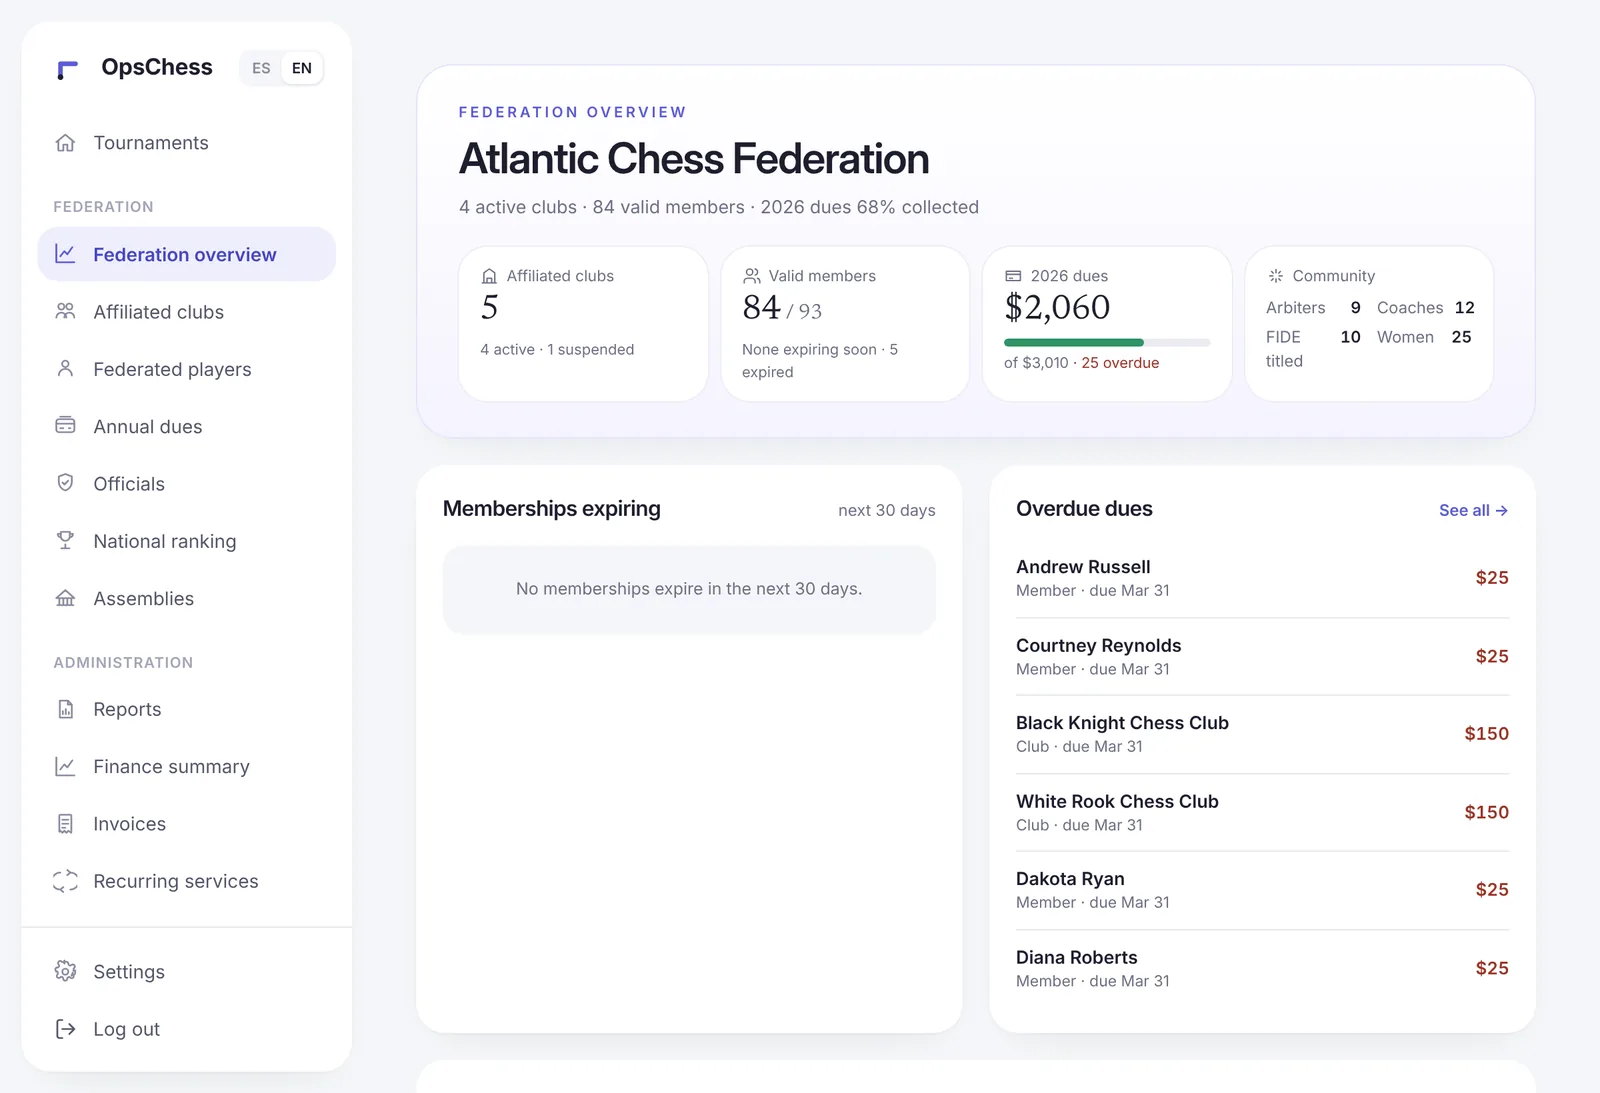 OpsChess
ES EN
Tournaments
FEDERATION
Federation overview
Affiliated clubs
Federated players
Annual dues
Officials
National ranking
Assemblies
ADMINISTRATION
Reports
Finance summary
Invoices
Recurring services
Settings
Log out
FEDERATION OVERVIEW
Atlantic Chess Federation
4 active clubs · 84 valid members · 2026 dues 68% collected
Affiliated clubs
5
4 active · 1 suspended
Valid members
84 / 93
None expiring soon · 5
expired
2026 dues
$2,060
of $3,010 · 25 overdue
Community
Arbiters 9 Coaches 12
FIDE 10 Women 25
titled
Memberships expiring next 30 days
No memberships expire in the next 30 days.
Overdue dues See all →
Andrew Russell
Member · due Mar 31
$25
Courtney Reynolds
Member · due Mar 31
$25
Black Knight Chess Club
Club · due Mar 31
$150
White Rook Chess Club
Club · due Mar 31
$150
Dakota Ryan
Member · due Mar 31
$25
Diana Roberts
Member · due Mar 31
$25